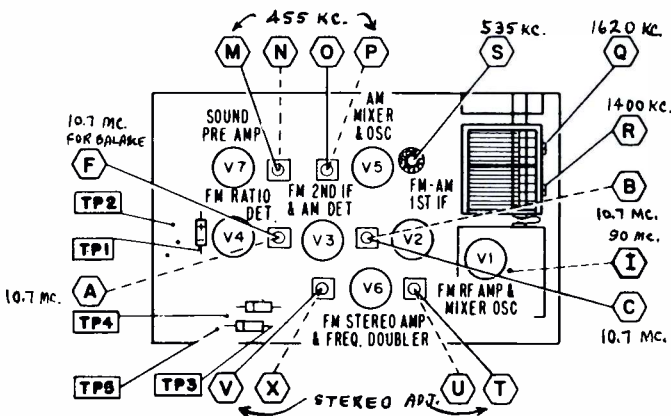 455 KC.
535 KC.
1620 KC.
M N O P S Q
1400 KC.
10.7 MC.
FOR BALANCE
SOUND
PRE AMP
AM
MIXER
& OSC
R
F
V7
V5
FM RATIO
DET.
FM 2ND IF
& AM DET
FM-AM
1ST IF
B
TP2
10.7 MC.
V4
V3
V2
TP1
90 MC.
V1
I
A
10.7 MC.
V6
FM RF AMP &
MIXER OSC
C
TP4
FM STEREO AMP
& FREQ. DOUBLER
10.7 MC.
TP5
TP3
V X U T
STEREO ADJ.